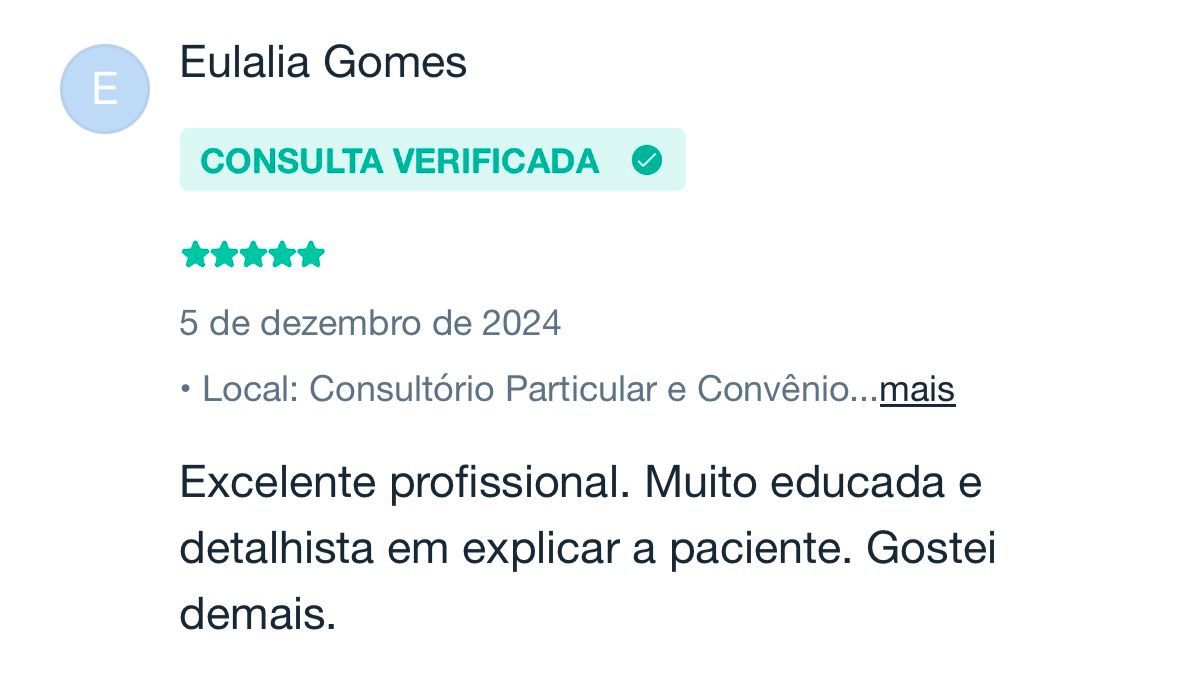 E
Eulalia Gomes
CONSULTA VERIFICADA
5 de dezembro de 2024
• Local: Consultório Particular e Convênio...mais
Excelente profissional. Muito educada e
detalhista em explicar a paciente. Gostei
demais.